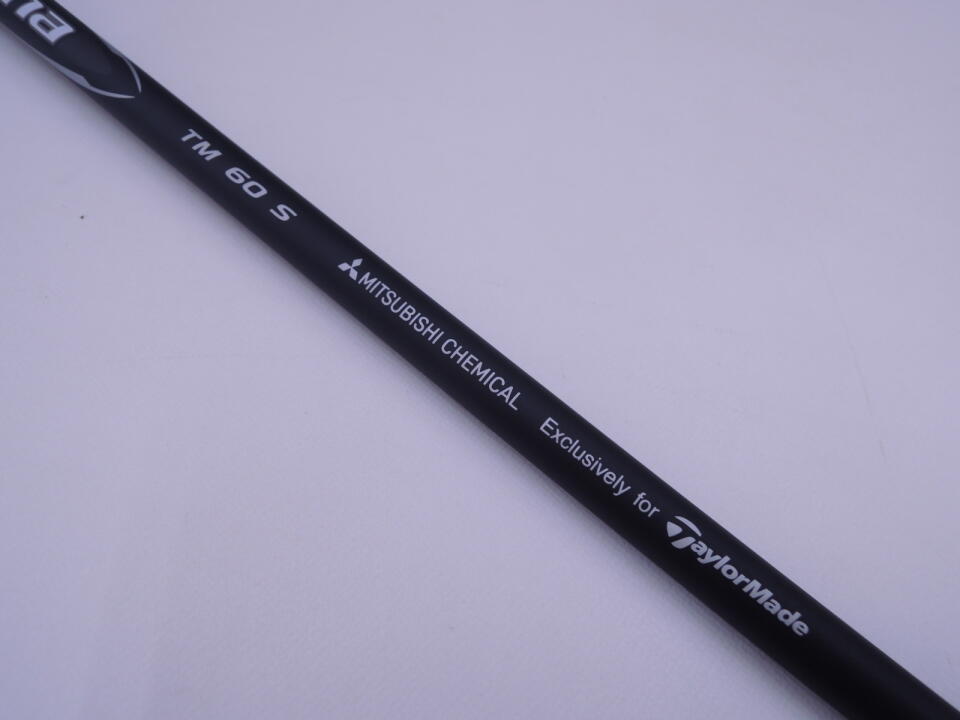 TM 60 S MITSUBISHI CHEMICAL Exclusively for TaylorMade